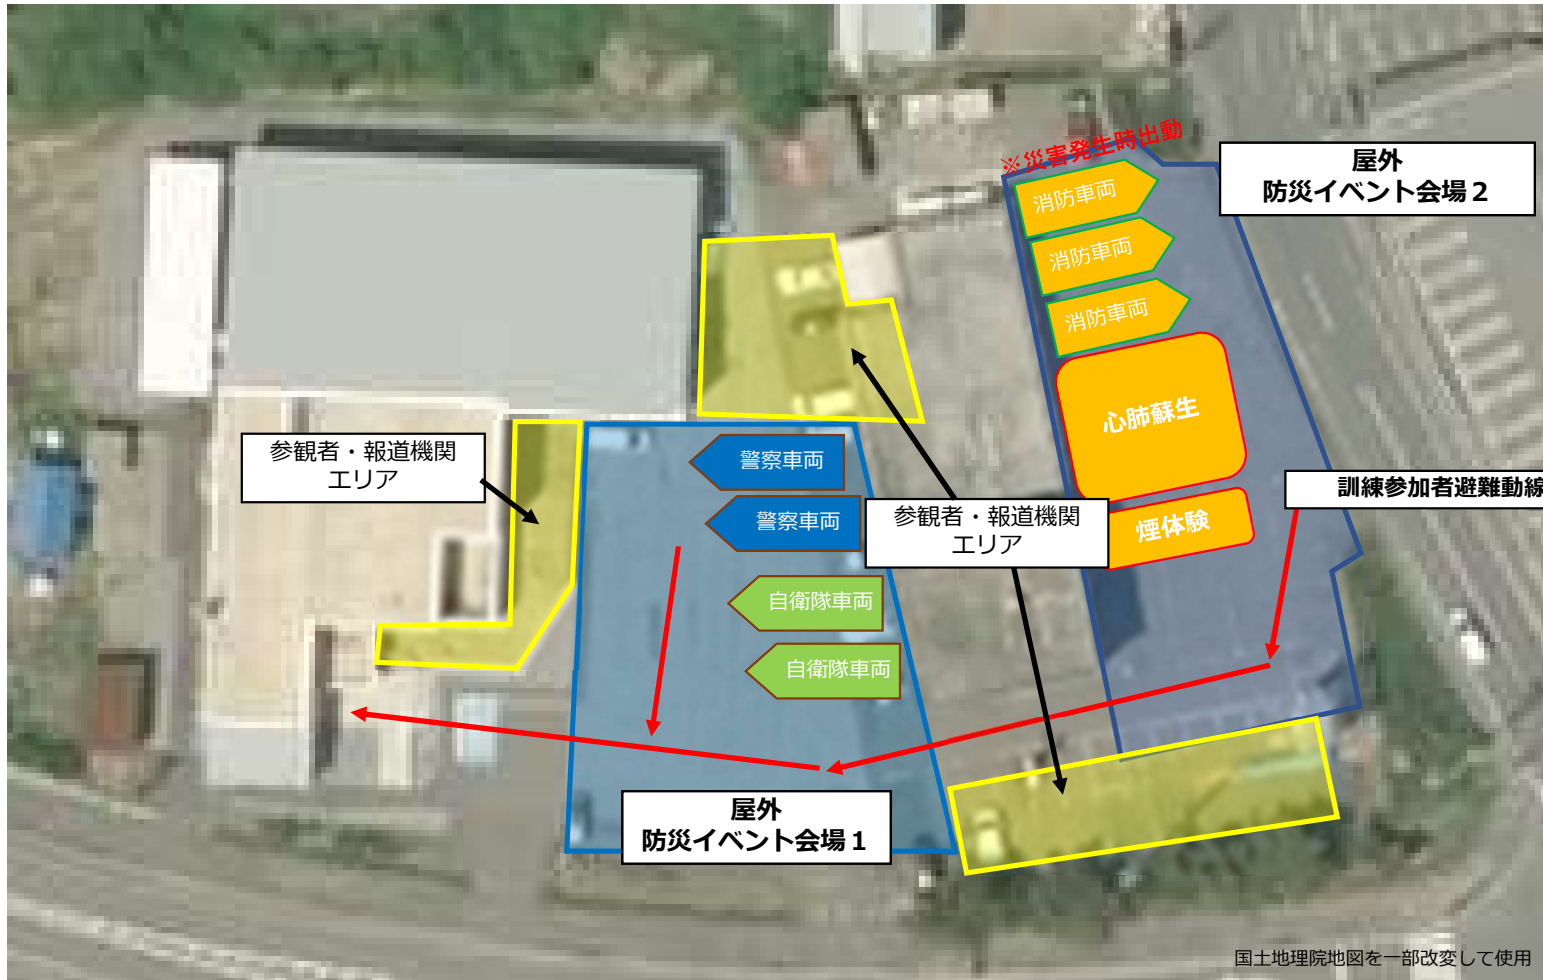 ※災害発生時出動
屋外
防災イベント会場２
消防車両
消防車両
消防車両
心肺蘇生
煙体験
訓練参加者避難動線
参観者・報道機関
エリア
警察車両
警察車両
参観者・報道機関
エリア
自衛隊車両
自衛隊車両
屋外
防災イベント会場１
国土地理院地図を一部改変して使用